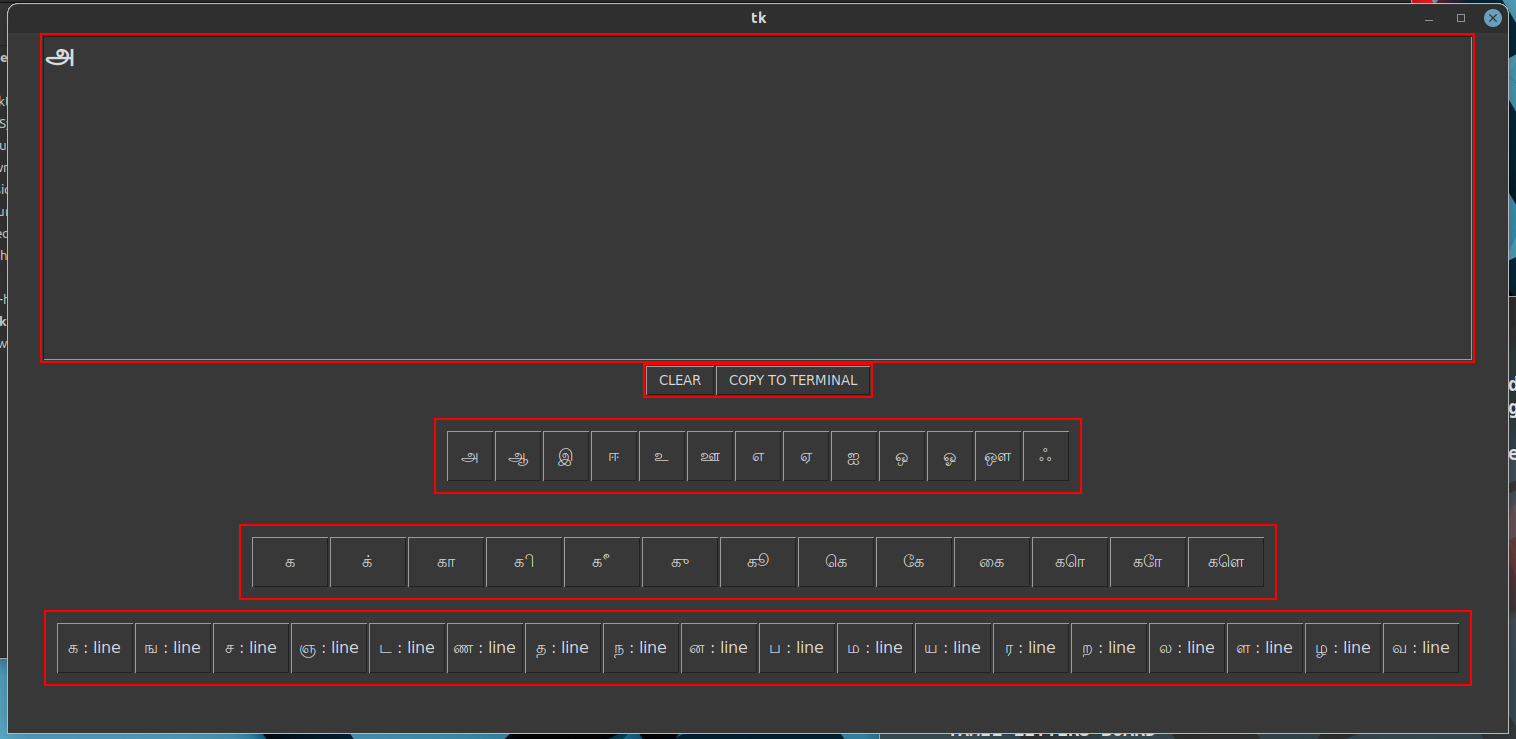 tk
அ
CLEAR COPY TO TERMINAL
அ ஆ இ ஈ உ ஊ எ ஏ ஐ ஒ ஓ ஔ ஃ
க க் கா கி கீ கு கூ கெ கே கை கொ கோ கௌ
க : line ங : line ச : line ஞ : line ட : line ண : line த : line ந : line ன : line ப : line ம : line ய : line ர : line ற : line ல : line ள : line ழ : line வ : line